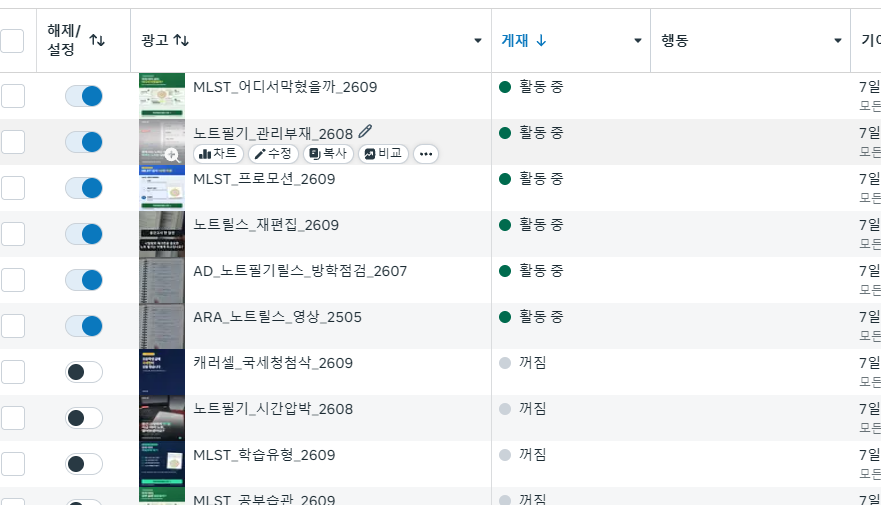 해제/
설정
광고
게재
행동
MLST_어디서막혔을까_2609
활동 중
7일
모든
노트필기_관리부재_2608
차트
수정
복사
비교
활동 중
7일
모든
MLST_프로모션_2609
활동 중
7일
모든
노트릴스_재편집_2609
활동 중
7일
모든
AD_노트필기릴스_방학점검_2607
활동 중
7일
모든
ARA_노트릴스_영상_2505
활동 중
7일
모든
캐러셀_국세청첨삭_2609
꺼짐
7일
모든
노트필기_시간압박_2608
꺼짐
7일
모든
MLST_학습유형_2609
꺼짐
7일
모든
MLST_공부습관_2609
꺼짐
7일